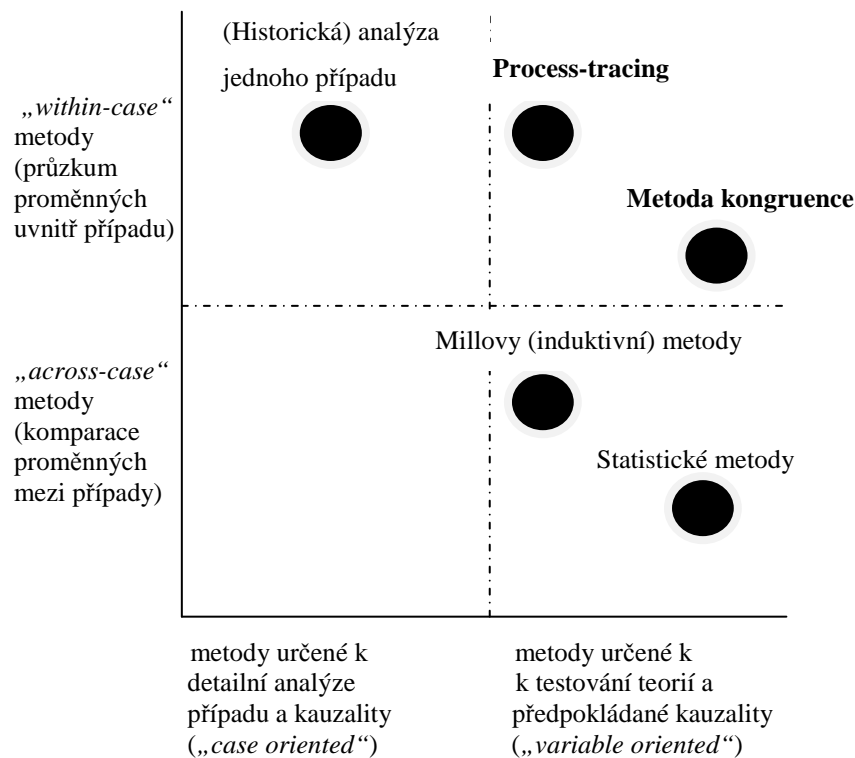 (Historická) analýza
jednoho případu
Process-tracing
„within-case“
metody
(průzkum
proměnných
uvnitř případu)
Metoda kongruence
Millovy (induktivní) metody
„across-case“
metody
(komparace
proměnných
mezi případy)
Statistické metody
metody určené k
detailní analýze
případu a kauzality
(„case oriented“)
metody určené k
k testování teorií a
předpokládané kauzality
(„variable oriented“)